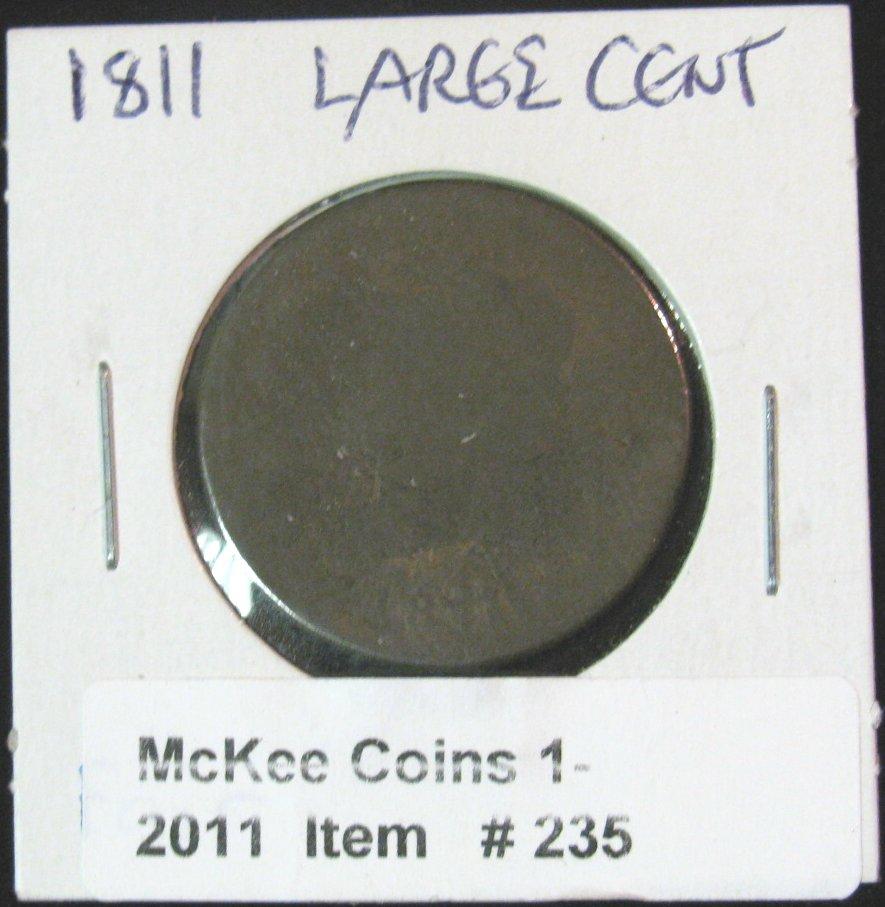 1811 LARGE CENT
McKee Coins 1-
2011 Item # 235